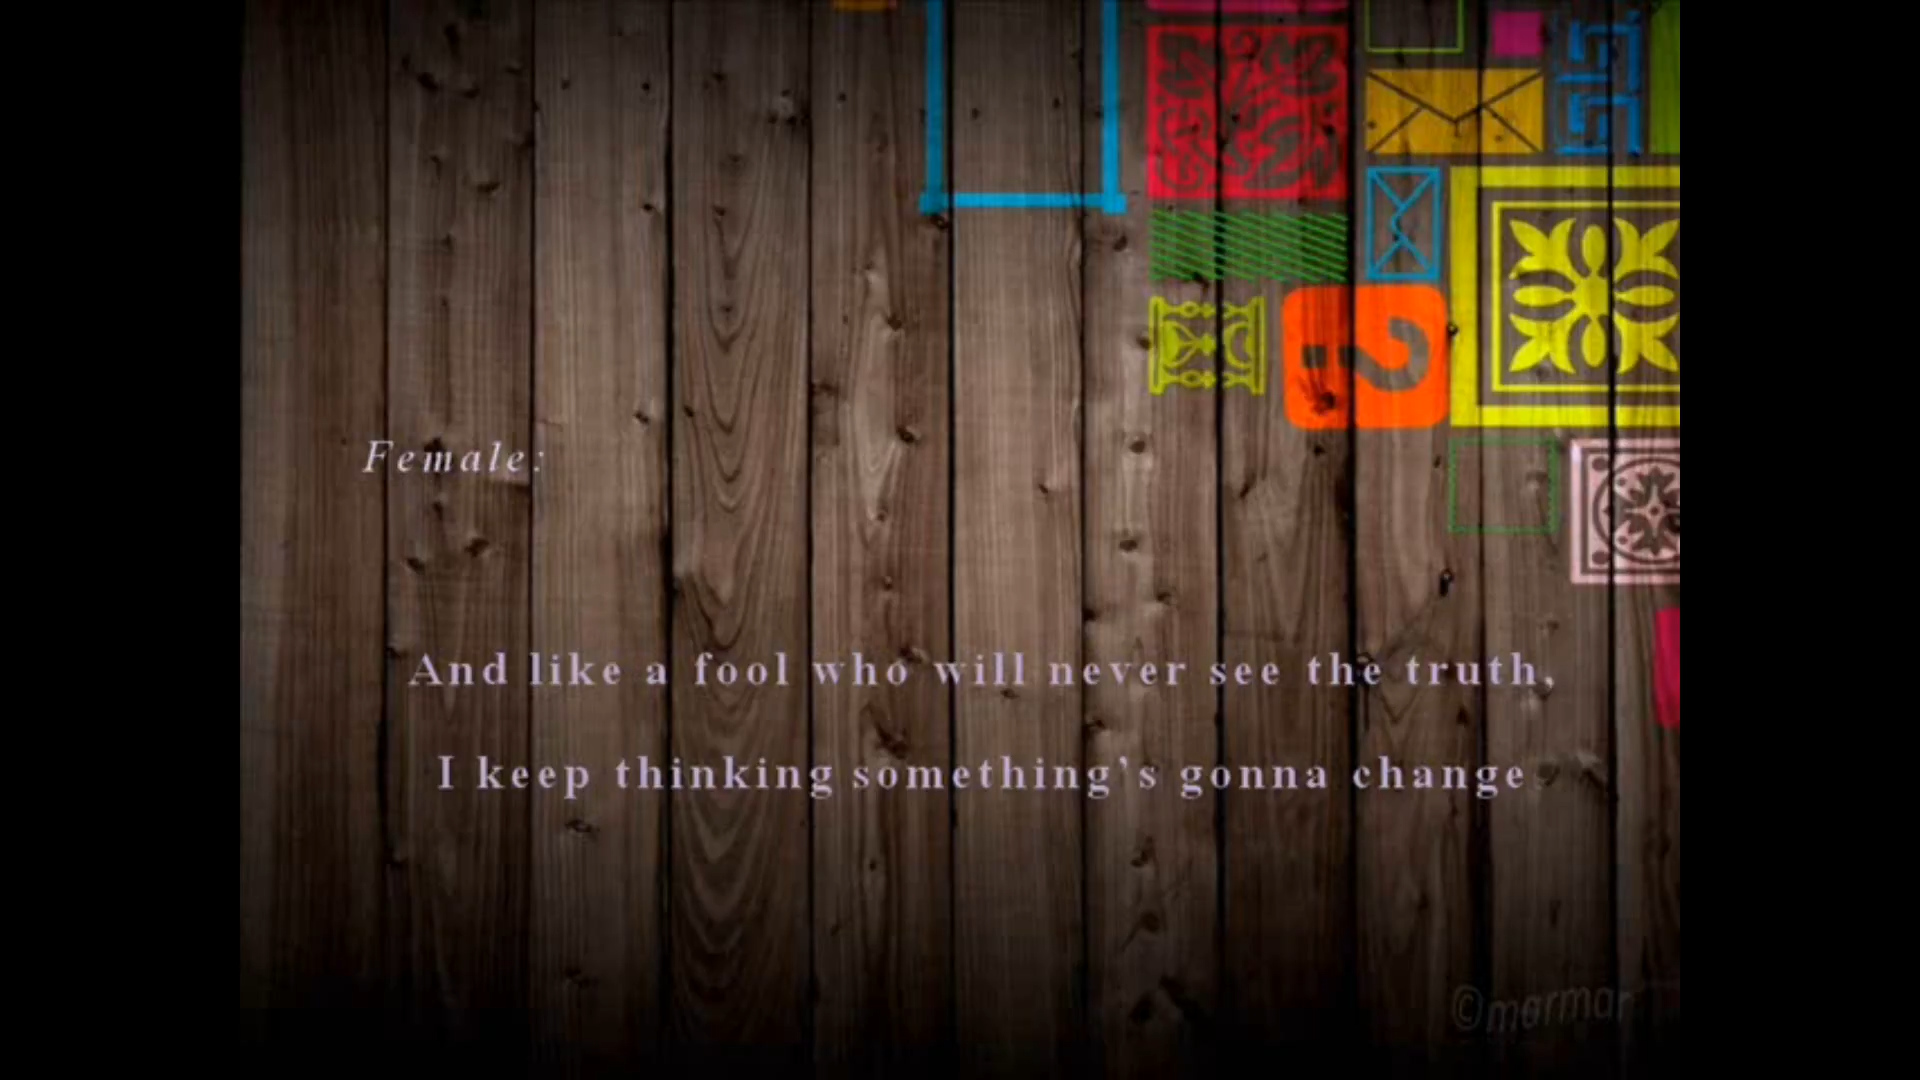 ?
Female:
And like a fool who will never see the truth,
I keep thinking something's gonna change
©marmar